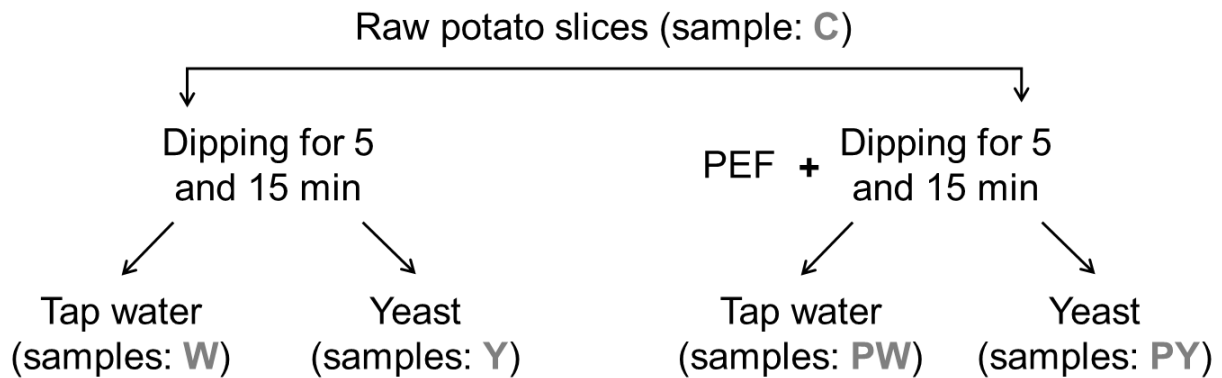 Raw potato slices (sample: C)
Dipping for 5
and 15 min
PEF + Dipping for 5
and 15 min
Tap water
(samples: W)
Yeast
(samples: Y)
Tap water
(samples: PW)
Yeast
(samples: PY)